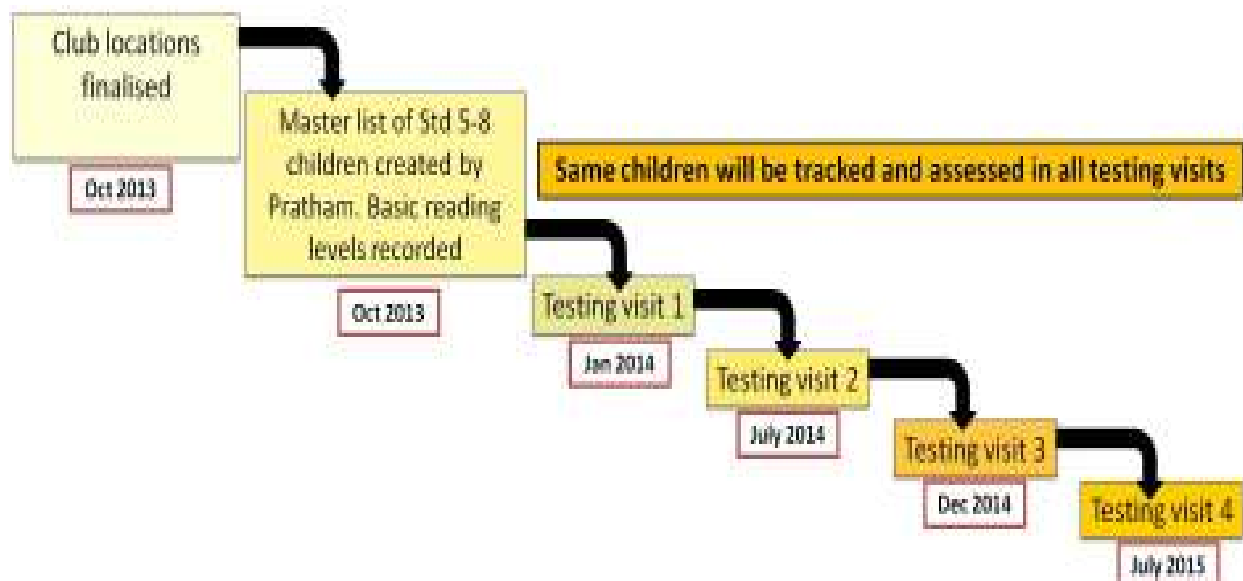 Club locations
finalised
Oct 2013
Master list of Std 5-8
children created by
Pratham. Basic reading
levels recorded
Oct 2013
Same children will be tracked and assessed in all testing visits
Testing visit 1
Jan 2014
Testing visit 2
July 2014
Testing visit 3
Dec 2014
Testing visit 4
July 2015